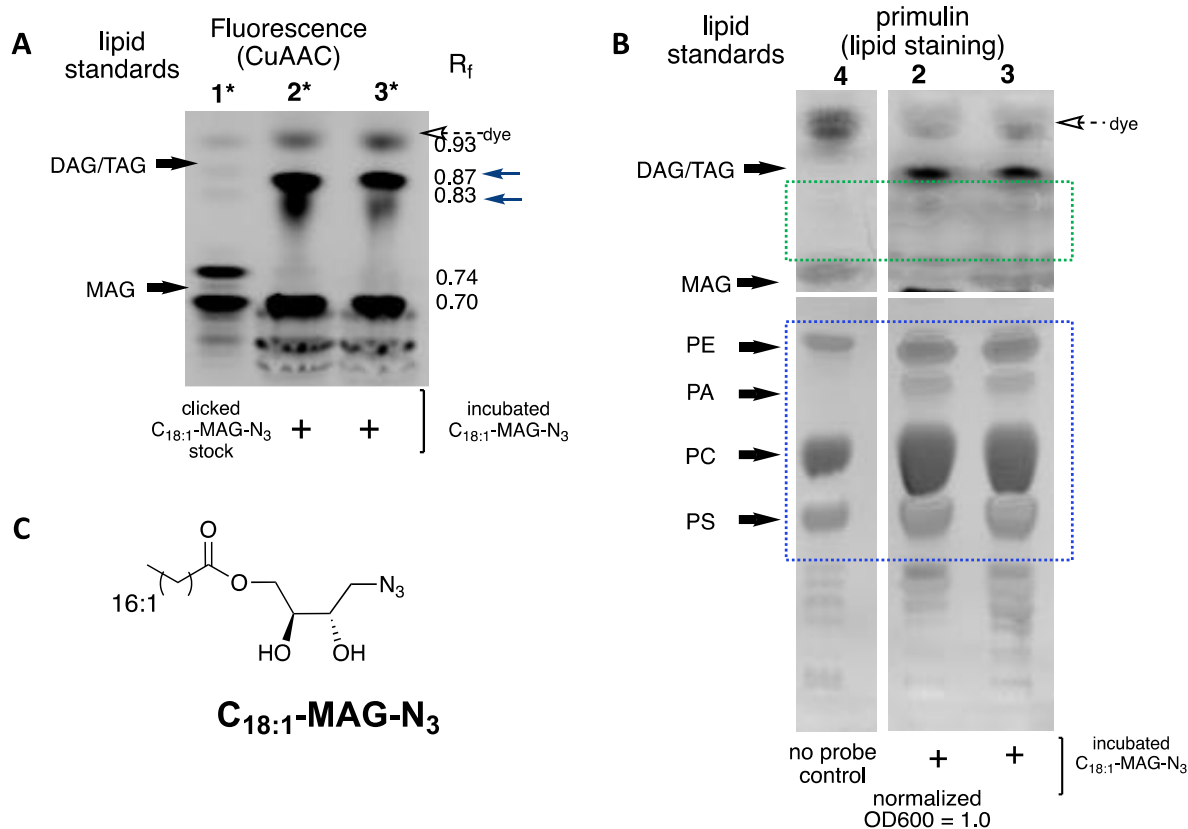 A
lipid
standards
Fluorescence
(CuAAC)
1*
2*
3*
Rf
dye
0.93
DAG/TAG
0.87
0.83
MAG
0.74
0.70
clicked
C18:1-MAG-N3
stock
+
+
incubated
C18:1-MAG-N3
B
lipid
standards
primulin
(lipid staining)
4
2
3
dye
DAG/TAG
MAG
PE
PA
PC
PS
no probe
control
+
+
normalized
OD600 = 1.0
incubated
C18:1-MAG-N3
C
O
O
16:1
N3
HO
OH
C18:1-MAG-N3